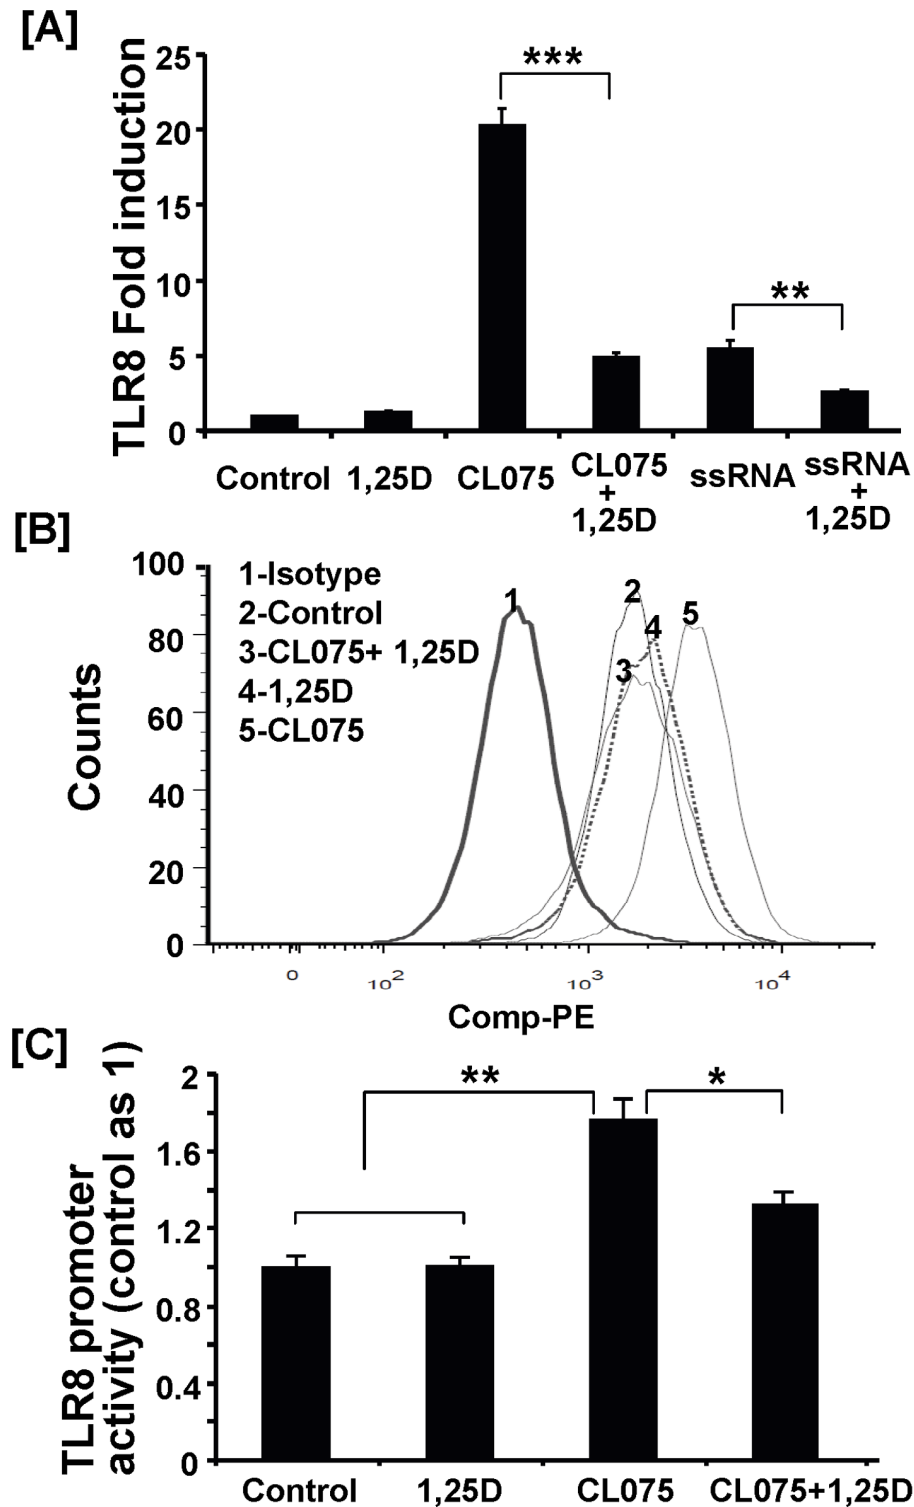 [A]
TLR8 Fold induction
25
20
15
10
5
0
***
**
Control 1,25D CL075 CL075 + 1,25D ssRNA ssRNA + 1,25D
[B]
Counts
100
80
60
40
20
0
1-Isotype
2-Control
3-CL075+ 1,25D
4-1,25D
5-CL075
1 2 3 4 5
0 10² 10³ 10⁴
Comp-PE
[C]
TLR8 promoter
activity (control as 1)
2
1.6
1.2
0.8
0.4
0
**
*
Control 1,25D CL075 CL075+1,25D